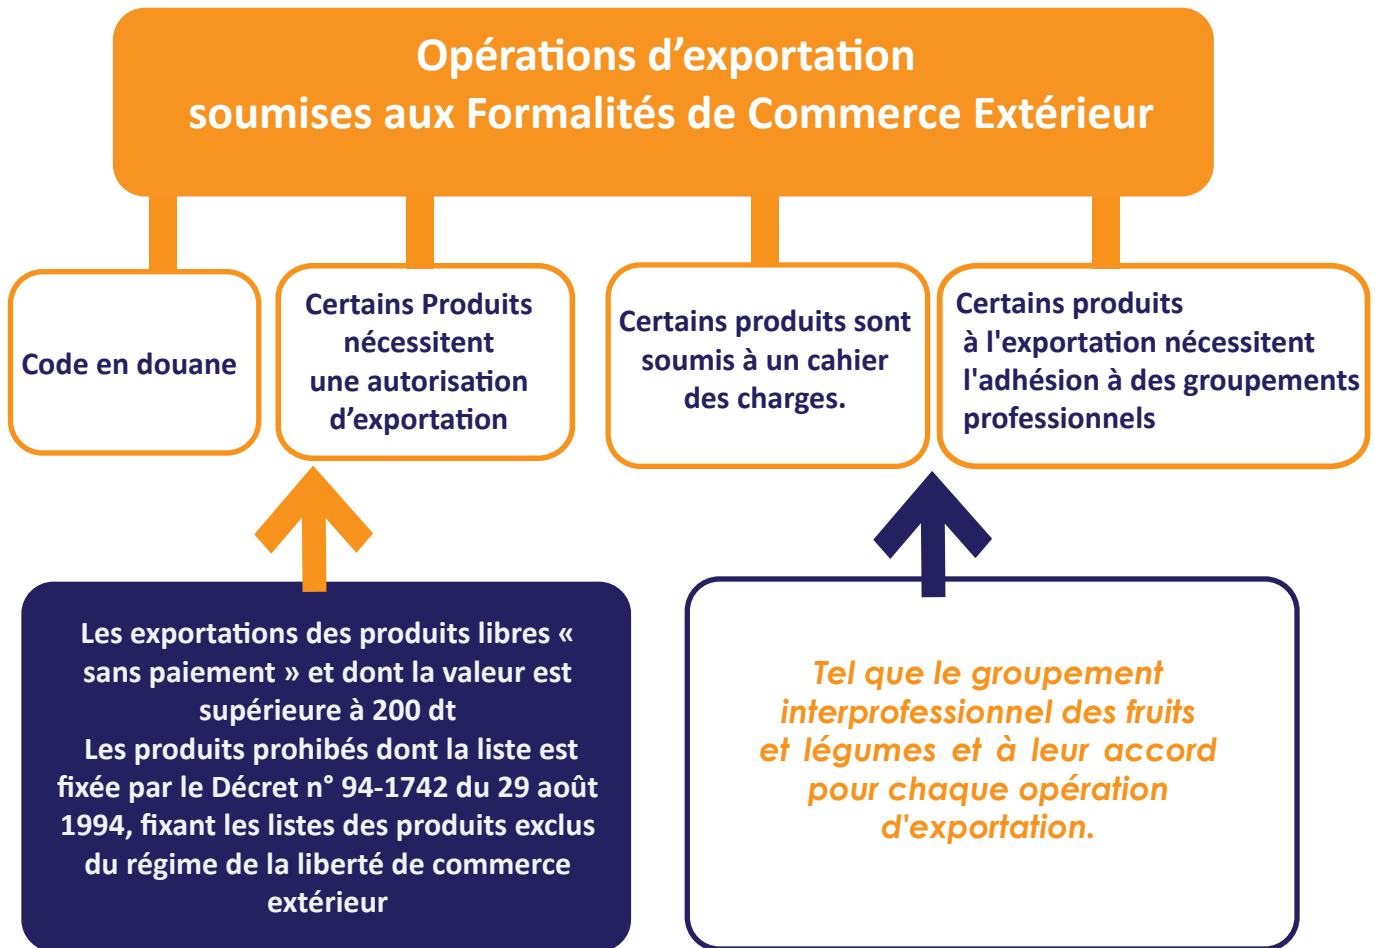 Opérations d’exportation
soumises aux Formalités de Commerce Extérieur
Code en douane
Certains Produits
nécessitent
une autorisation
d’exportation
Certains produits sont
soumis à un cahier
des charges.
Certains produits
à l'exportation nécessitent
l'adhésion à des groupements
professionnels
Les exportations des produits libres «
sans paiement » et dont la valeur est
supérieure à 200 dt
Les produits prohibés dont la liste est
fixée par le Décret n° 94-1742 du 29 août
1994, fixant les listes des produits exclus
du régime de la liberté de commerce
extérieur
Tel que le groupement
interprofessionnel des fruits
et légumes et à leur accord
pour chaque opération
d'exportation.